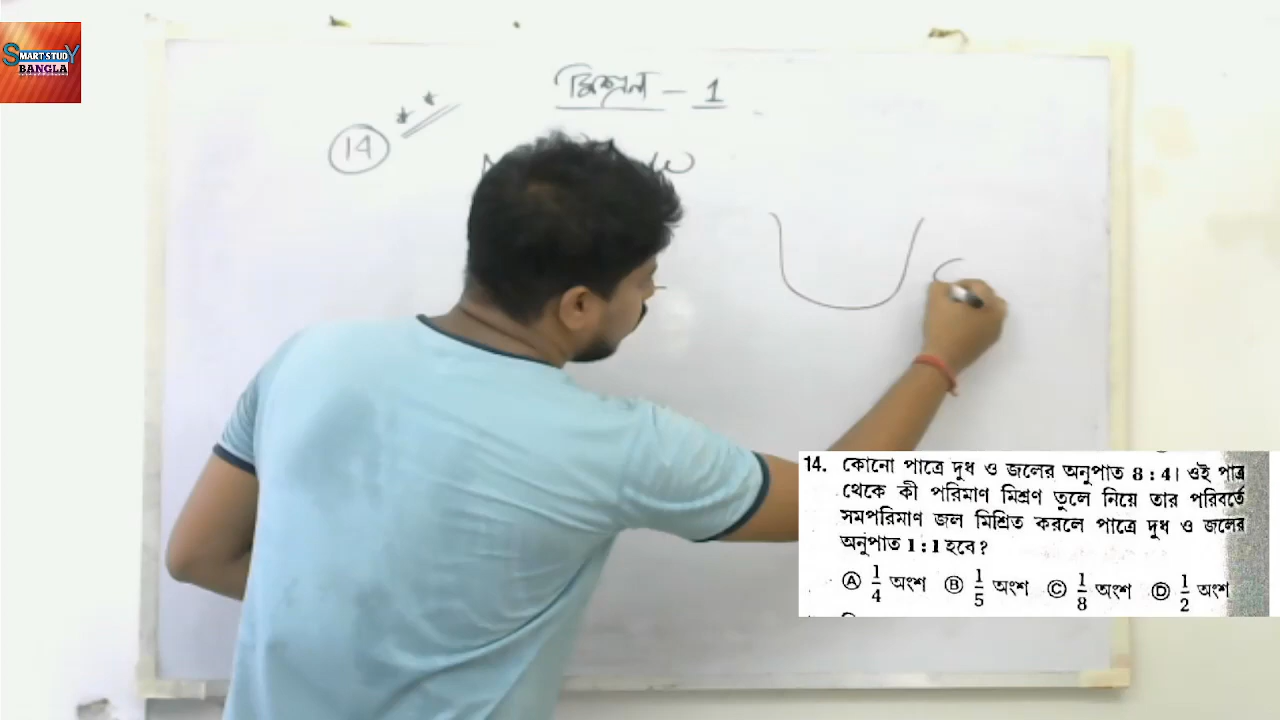 SMART STUDY
BANGLA
মিশ্রণ - 1
14
14. কোনো পাত্রে দুধ ও জলের অনুপাত 8 : 4। ওই পাত্র
থেকে কী পরিমাণ মিশ্রণ তুলে নিয়ে তার পরিবর্তে
সমপরিমাণ জল মিশ্রিত করলে পাত্রে দুধ ও জলের
অনুপাত 1 : 1 হবে?
Ⓐ 1/4 অংশ Ⓑ 1/5 অংশ Ⓒ 1/8 অংশ Ⓓ 1/2 অংশ